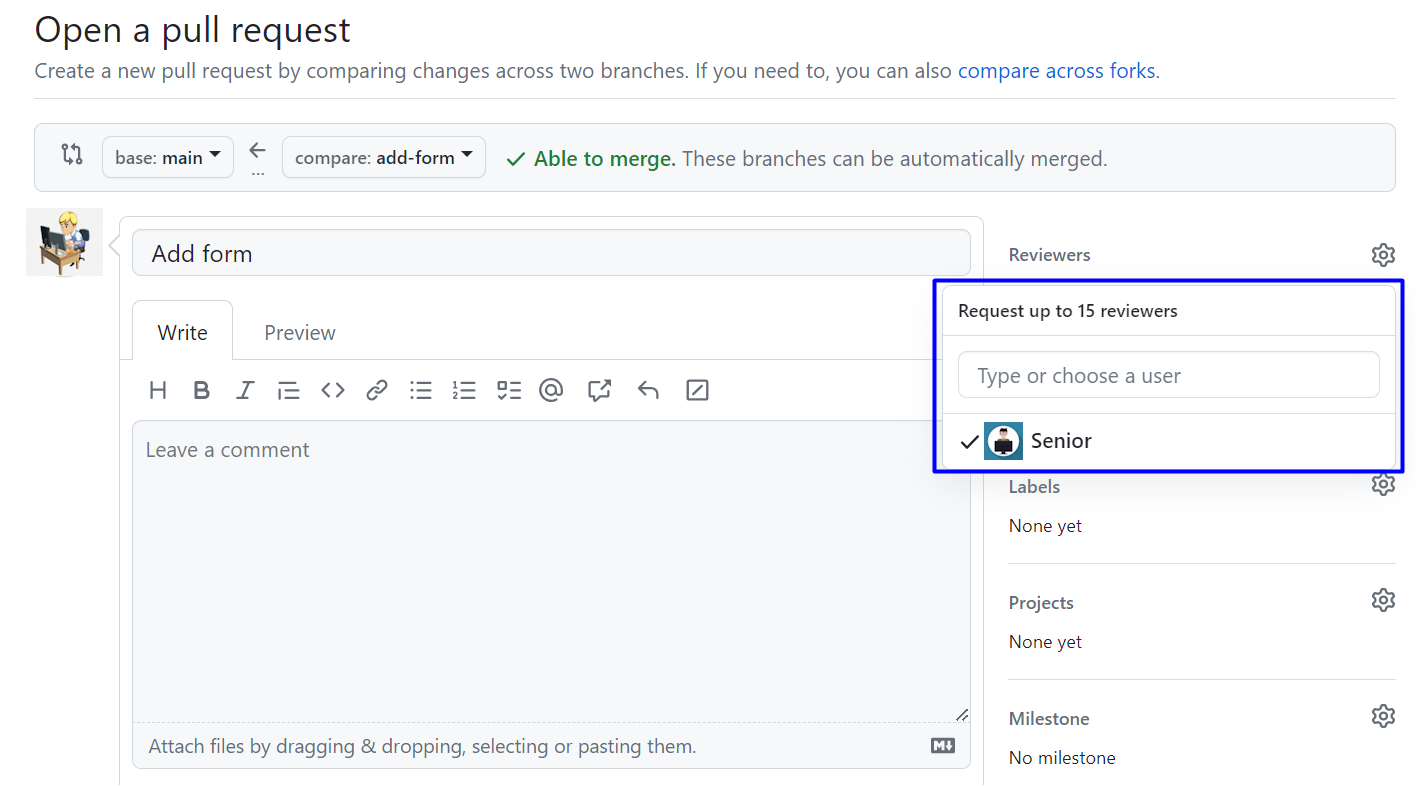 Open a pull request
Create a new pull request by comparing changes across two branches. If you need to, you can also compare across forks.
base: main
...
compare: add-form
Able to merge. These branches can be automatically merged.
Add form
Reviewers
Request up to 15 reviewers
Type or choose a user
Senior
Write
Preview
Leave a comment
Attach files by dragging & dropping, selecting or pasting them.
Labels
None yet
Projects
None yet
Milestone
No milestone